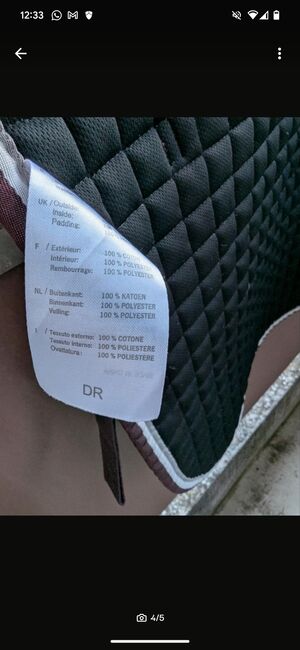 12:33
UK / Outside:
Inside:
Padding:
F / Extérieur: 100 % COTON
Intérieur: 100 % POLYESTER
Rembourrage: 100 % POLYESTER
NL / Buitenkant: 100 % KATOEN
Binnenkant: 100 % POLYESTER
Vulling: 100 % POLYESTER
I / Tessuto esterno: 100 % COTONE
Tessuto interno: 100 % POLIESTERE
Ovattatura: 100 % POLIESTERE
DR
4/5